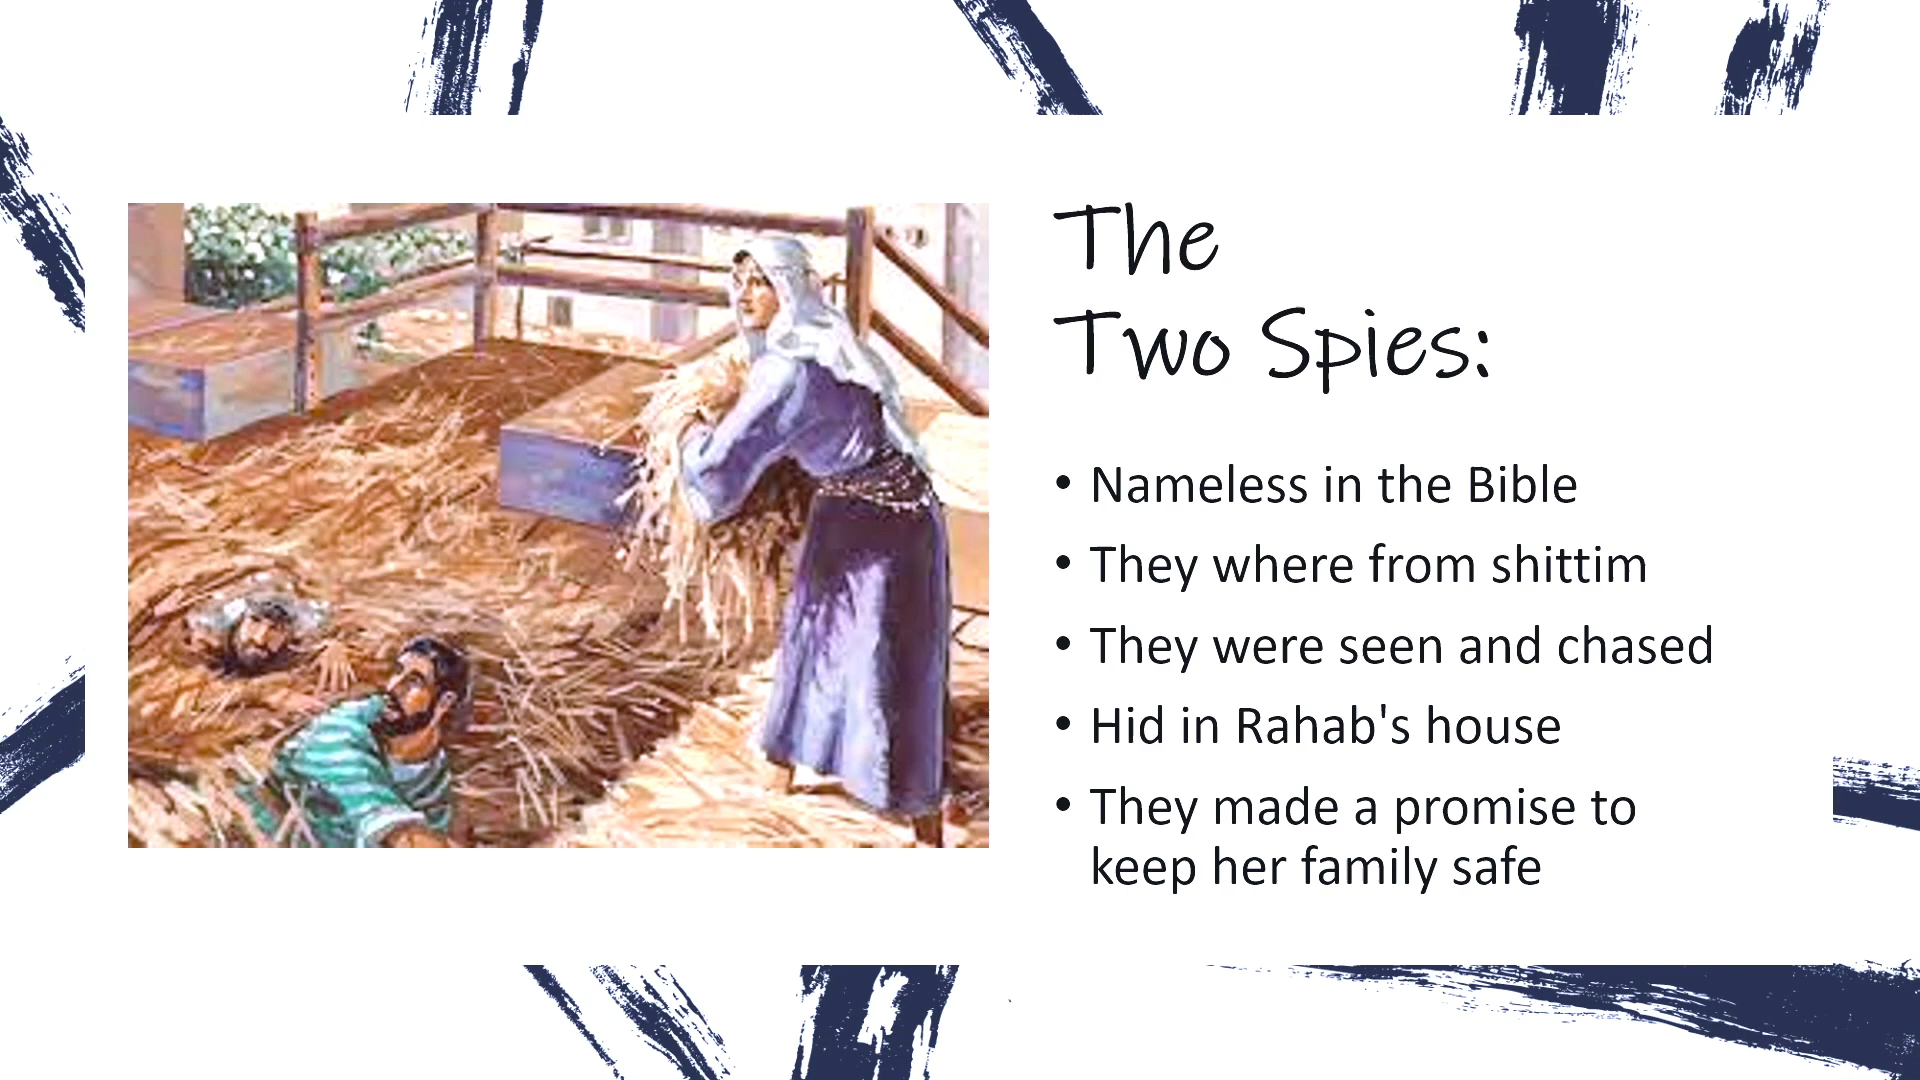 The
Two Spies:
• Nameless in the Bible
• They where from shittim
• They were seen and chased
• Hid in Rahab's house
• They made a promise to
keep her family safe